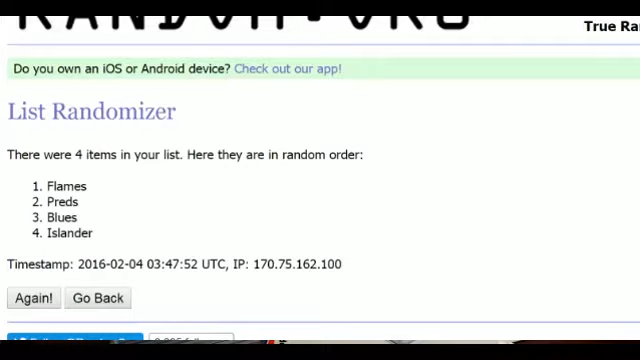 RANDOM.ORG
True Ra
Do you own an iOS or Android device? Check out our app!
List Randomizer
There were 4 items in your list. Here they are in random order:
1. Flames
2. Preds
3. Blues
4. Islander
Timestamp: 2016-02-04 03:47:52 UTC, IP: 170.75.162.100
Again! Go Back